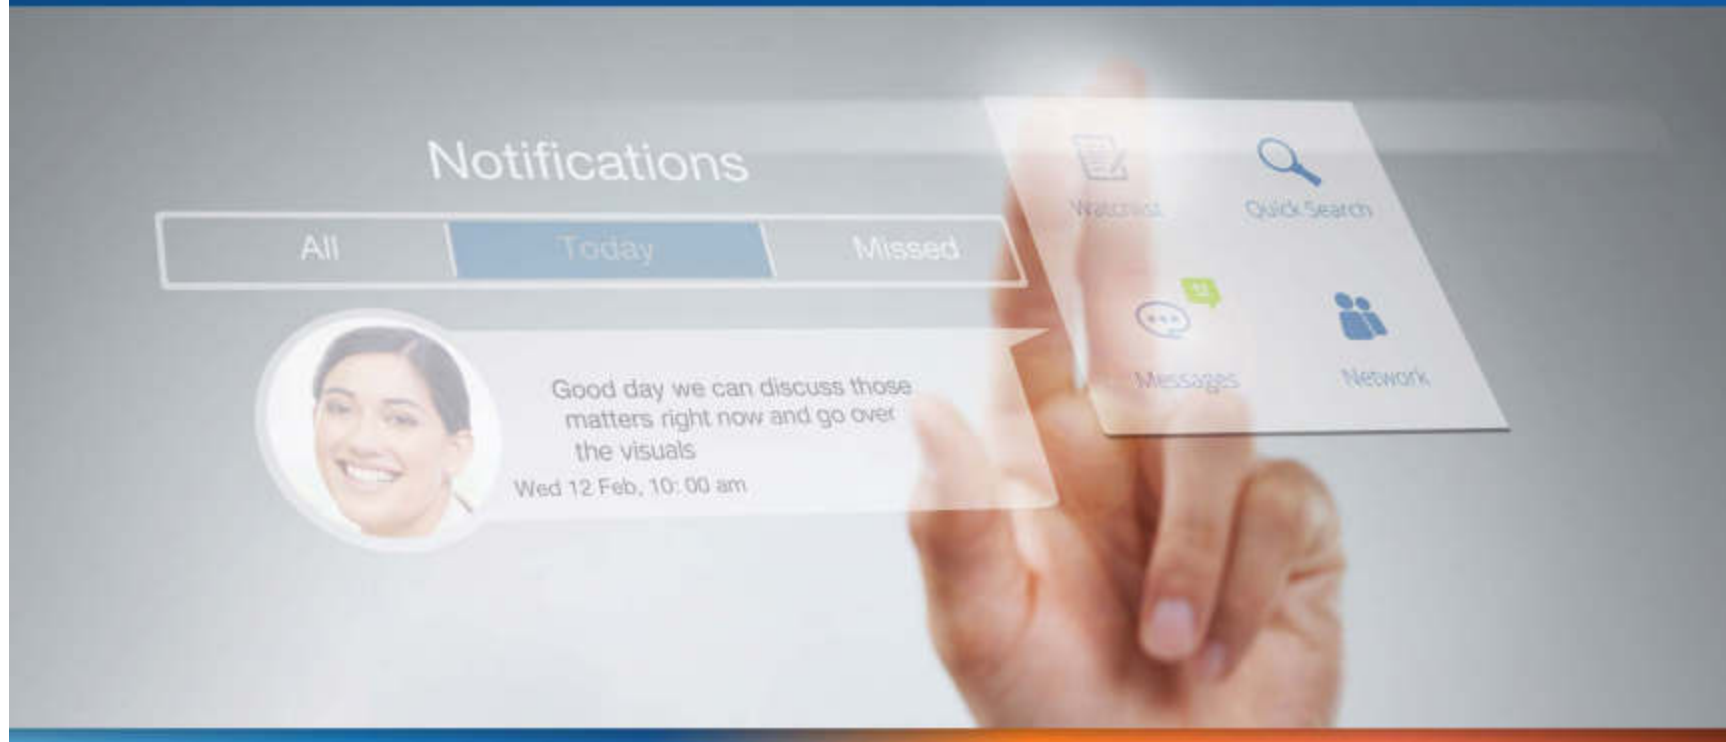 Notifications
All Today Missed
Good day we can discuss those
matters right now and go over
the visuals
Wed 12 Feb, 10: 00 am
Watchlist Quick Search
12
Messages Network